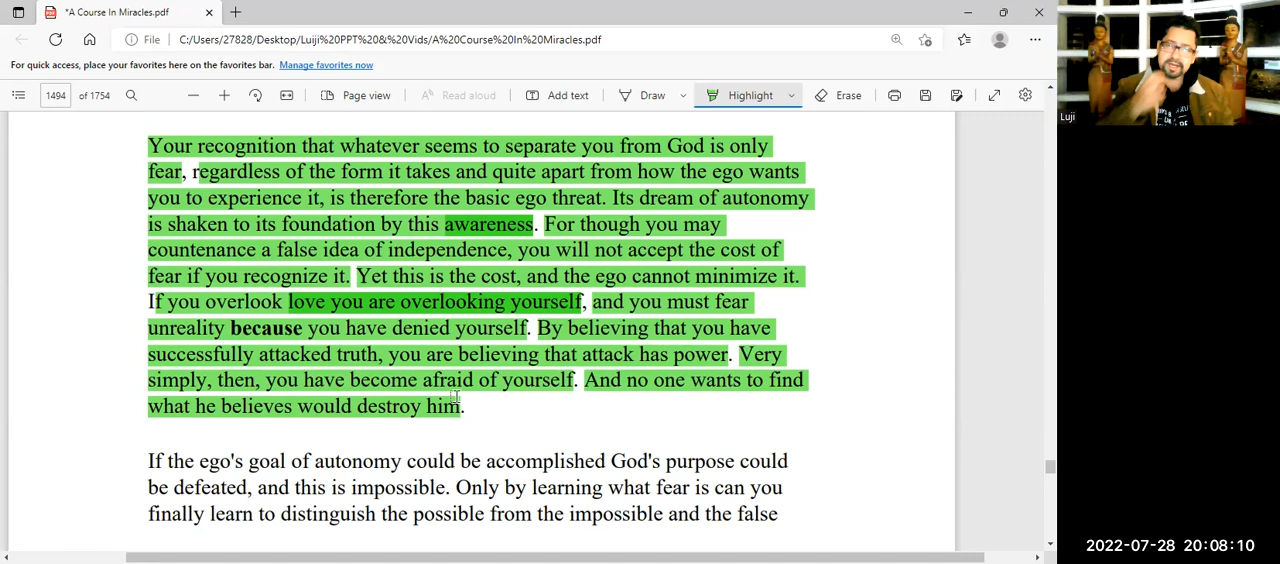 *A Course In Miracles.pdf
File
C:/Users/27828/Desktop/Luiji%20PPT%20&%20Vids/A%20Course%20In%20Miracles.pdf
For quick access, place your favorites here on the favorites bar. Manage favorites now
1494 of 1754
Page view
Read aloud
Add text
Draw
Highlight
Erase
Your recognition that whatever seems to separate you from God is only
fear, regardless of the form it takes and quite apart from how the ego wants
you to experience it, is therefore the basic ego threat. Its dream of autonomy
is shaken to its foundation by this awareness. For though you may
countenance a false idea of independence, you will not accept the cost of
fear if you recognize it. Yet this is the cost, and the ego cannot minimize it.
If you overlook love you are overlooking yourself, and you must fear
unreality because you have denied yourself. By believing that you have
successfully attacked truth, you are believing that attack has power. Very
simply, then, you have become afraid of yourself. And no one wants to find
what he believes would destroy him.
If the ego's goal of autonomy could be accomplished God's purpose could
be defeated, and this is impossible. Only by learning what fear is can you
finally learn to distinguish the possible from the impossible and the false
Luji
2022-07-28 20:08:10